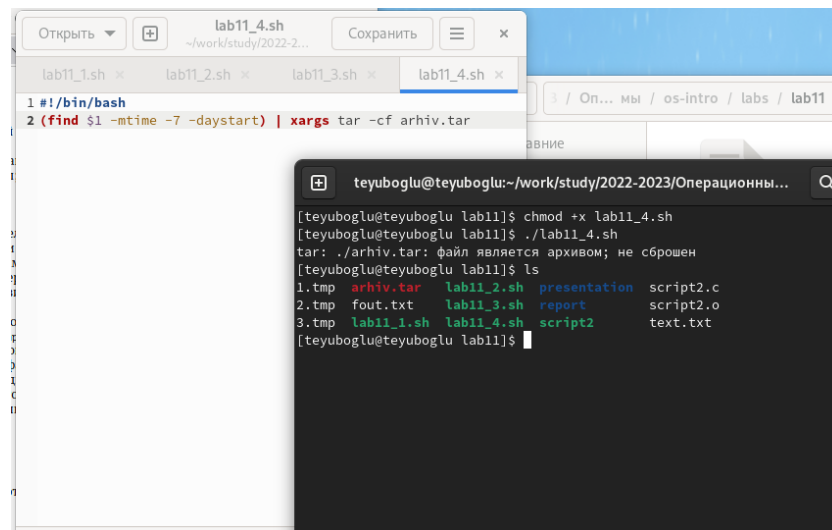 Открыть
lab11_4.sh
~/work/study/2022-2...
Сохранить
lab11_1.sh × lab11_2.sh × lab11_3.sh × lab11_4.sh ×
1 #!/bin/bash
2 (find $1 -mtime -7 -daystart) | xargs tar -cf arhiv.tar
/ Оп... мы / os-intro / labs / lab11
teyuboglu@teyuboglu:~/work/study/2022-2023/Операционны...
[teyuboglu@teyuboglu lab11]$ chmod +x lab11_4.sh
[teyuboglu@teyuboglu lab11]$ ./lab11_4.sh
tar: ./arhiv.tar: файл является архивом; не сброшен
[teyuboglu@teyuboglu lab11]$ ls
1.tmp arhiv.tar lab11_2.sh presentation script2.c
2.tmp fout.txt lab11_3.sh report script2.o
3.tmp lab11_1.sh lab11_4.sh script2 text.txt
[teyuboglu@teyuboglu lab11]$